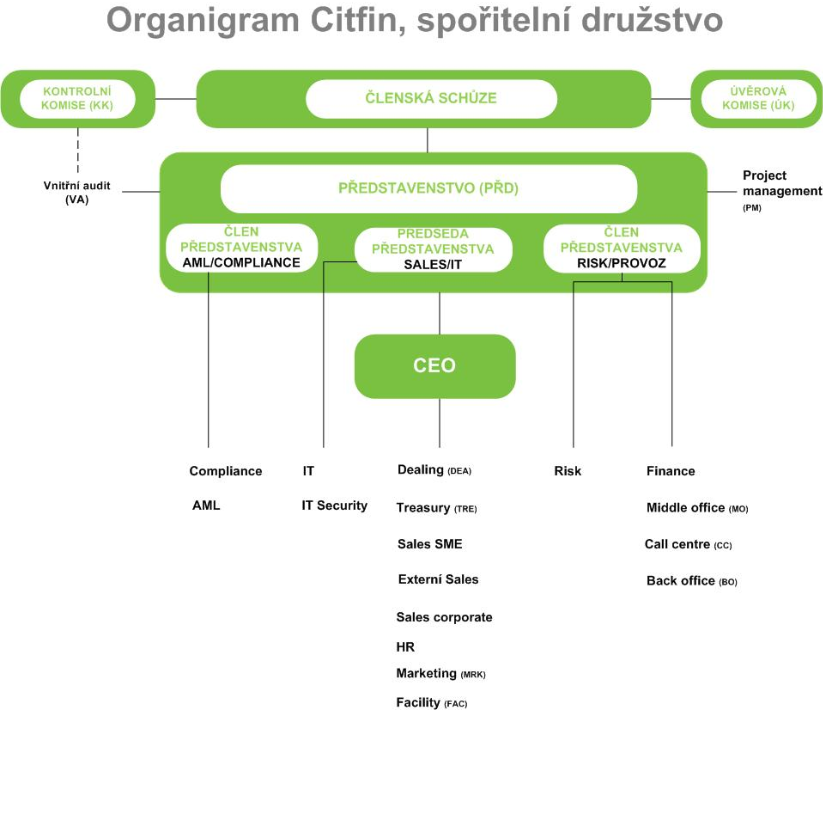 Organigram Citfin, spořitelní družstvo
KONTROLNÍ
KOMISE (KK)
ČLENSKÁ SCHŮZE
ÚVĚROVÁ
KOMISE (ÚK)
Vnitřní audit
(VA)
PŘEDSTAVENSTVO (PŘD)
Project
management
(PM)
ČLEN
PŘEDSTAVENSTVA
AML/COMPLIANCE
PŘEDSEDA
PŘEDSTAVENSTVA
SALES/IT
ČLEN
PŘEDSTAVENSTVA
RISK/PROVOZ
CEO
Compliance
AML
IT
IT Security
Dealing (DEA)
Treasury (TRE)
Sales SME
Externí Sales
Sales corporate
HR
Marketing (MRK)
Facility (FAC)
Risk
Finance
Middle office (MO)
Call centre (CC)
Back office (BO)